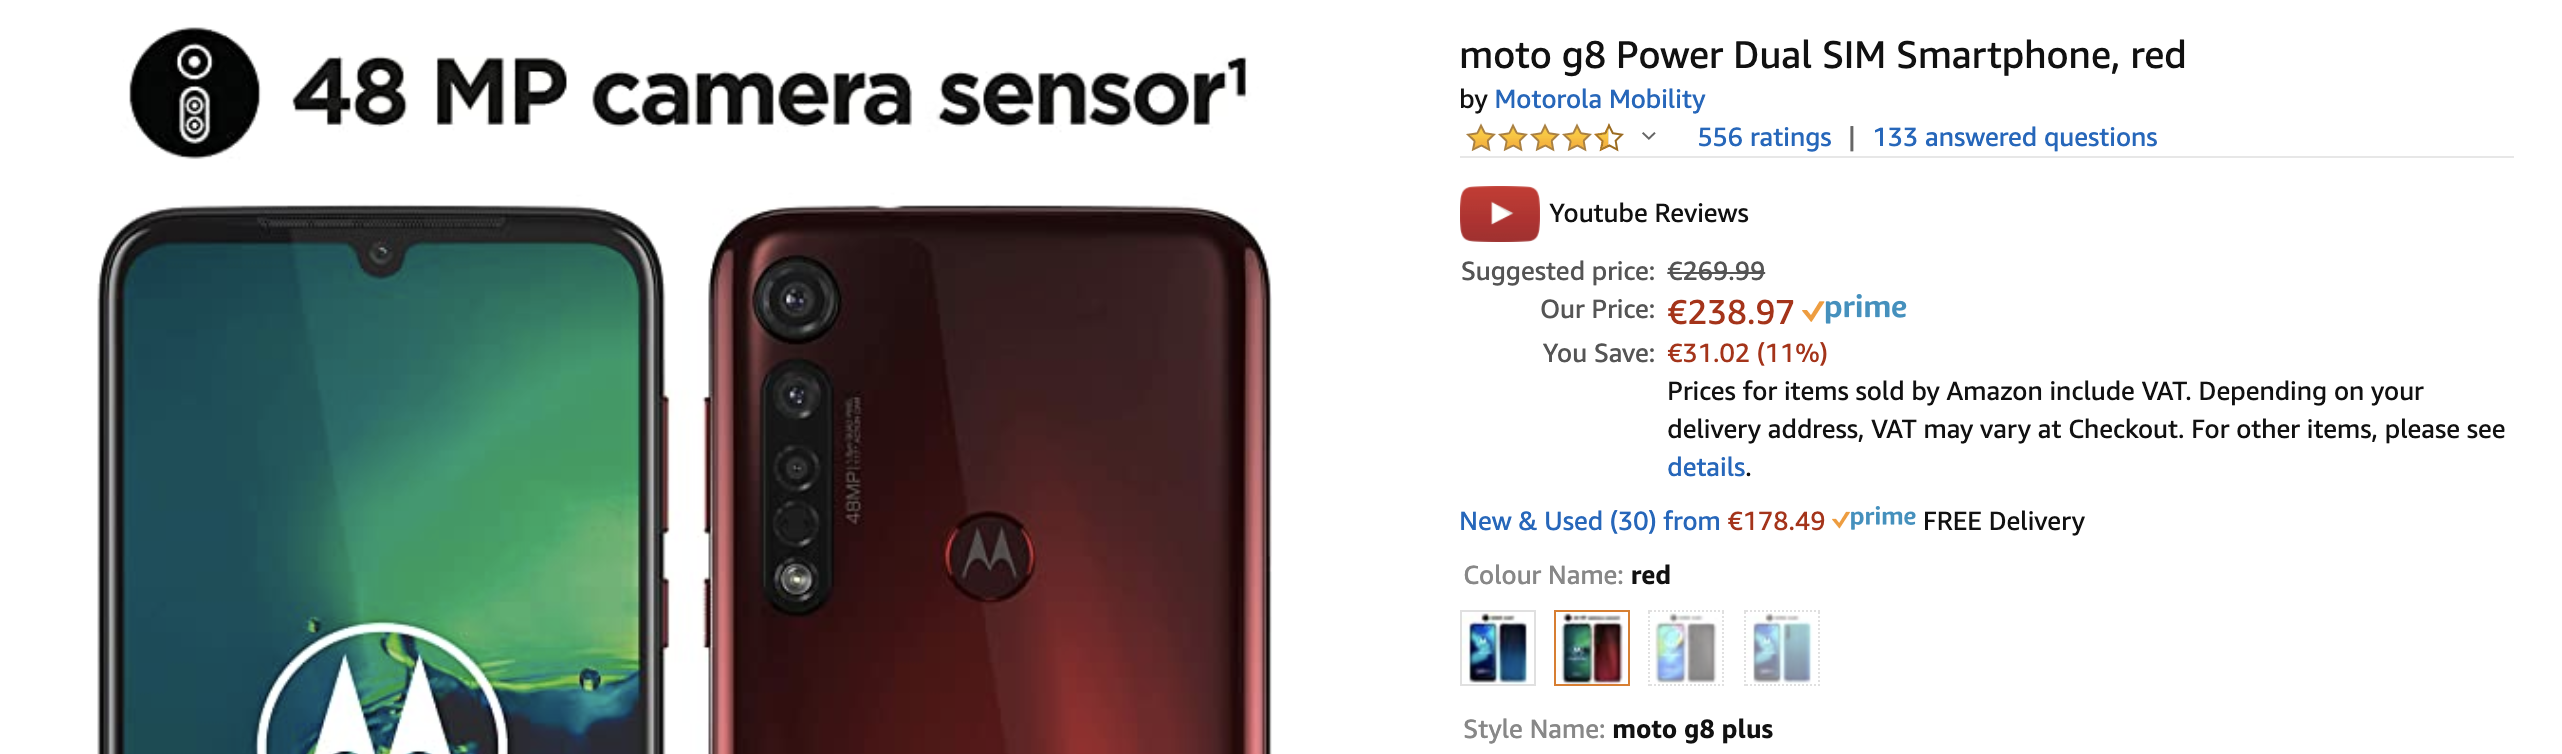 48 MP camera sensor¹
48MP
moto g8 Power Dual SIM Smartphone, red
by Motorola Mobility
556 ratings | 133 answered questions
Youtube Reviews
Suggested price: €269.99
Our Price: €238.97 prime
You Save: €31.02 (11%)
Prices for items sold by Amazon include VAT. Depending on your
delivery address, VAT may vary at Checkout. For other items, please see
details.
New & Used (30) from €178.49 prime FREE Delivery
Colour Name: red
Style Name: moto g8 plus